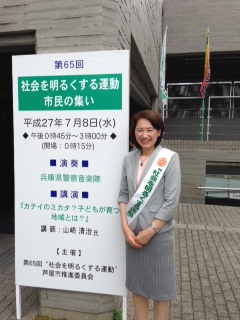 第65回
社会を明るくする運動
市民の集い
平成27年7月8日(水)
◆午後0時45分~3時00分◆
(開場:0時15分)
■演奏■
兵庫県警察音楽隊
■講演■
『カテイのミカタ?子どもが育つ
地域とは?』
講師:山崎清治氏
【主催】
第65回"社会を明るくする運動"
芦屋市推進委員会